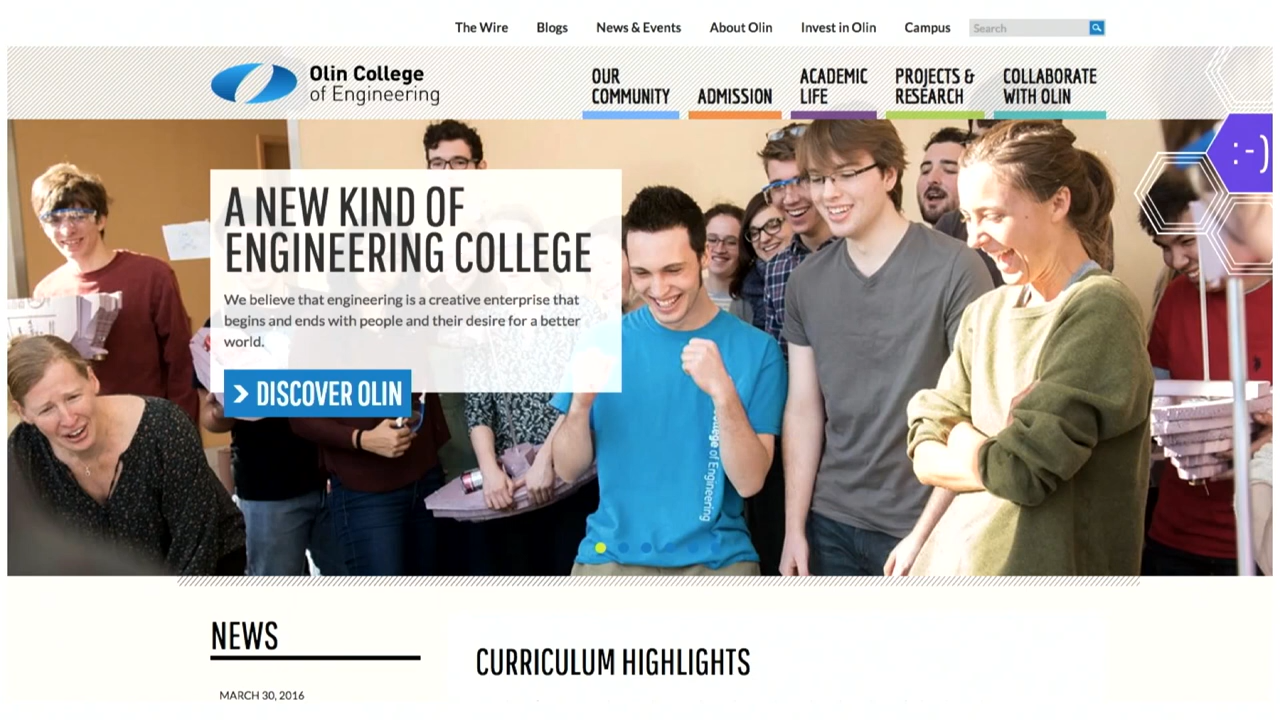 The Wire Blogs News & Events About Olin Invest in Olin Campus Search
Olin College
of Engineering
OUR
COMMUNITY
ADMISSION
ACADEMIC
LIFE
PROJECTS &
RESEARCH
COLLABORATE
WITH OLIN
:-)
A NEW KIND OF
ENGINEERING COLLEGE
We believe that engineering is a creative enterprise that
begins and ends with people and their desire for a better
world.
> DISCOVER OLIN
College of Engineering
NEWS
CURRICULUM HIGHLIGHTS
MARCH 30, 2016